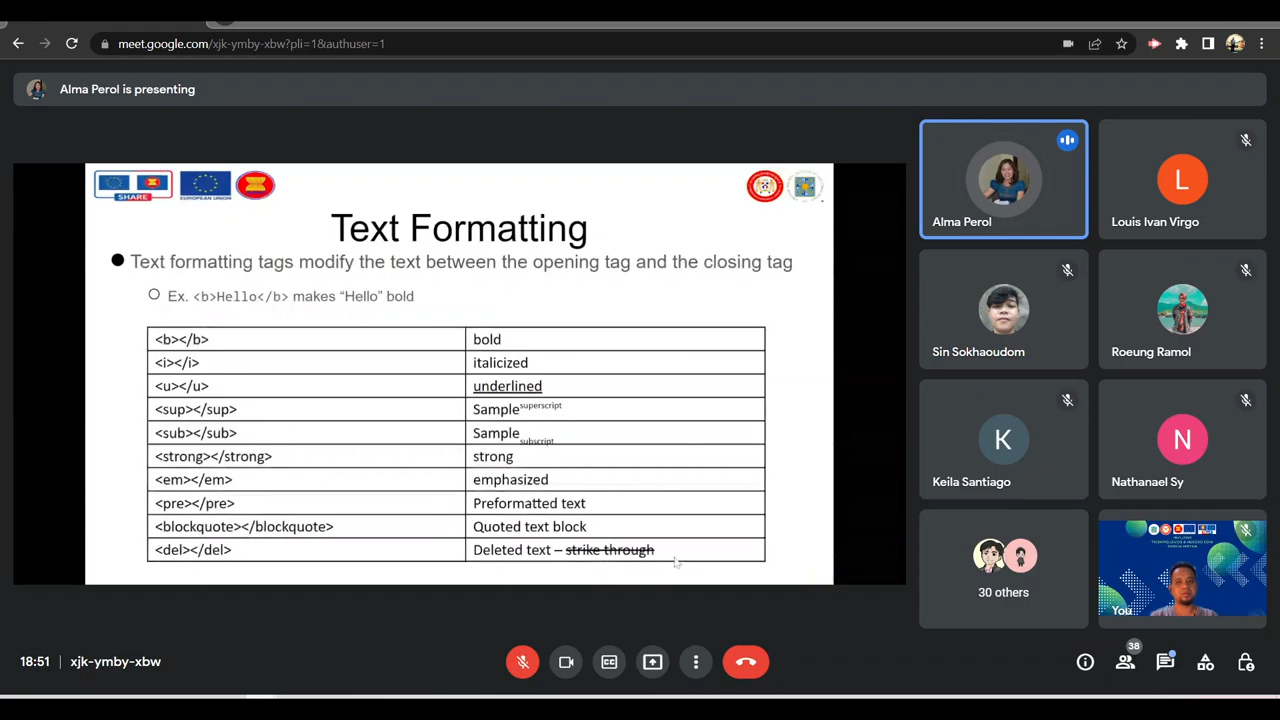 meet.google.com/xjk-ymby-xbw?pli=1&authuser=1
Alma Perol is presenting
SHARE
EUROPEAN UNION
Text Formatting
Text formatting tags modify the text between the opening tag and the closing tag
Ex. <b>Hello</b> makes “Hello” bold
<b></b> bold
<i></i> italicized
<u></u> underlined
<sup></sup> Samplesuperscript
<sub></sub> Samplesubscript
<strong></strong> strong
<em></em> emphasized
<pre></pre> Preformatted text
<blockquote></blockquote> Quoted text block
<del></del> Deleted text – strike through
Alma Perol
L
Louis Ivan Virgo
Sin Sokhaoudom
Roeung Ramol
K
Keila Santiago
N
Nathanael Sy
30 others
You
18:51 | xjk-ymby-xbw
38